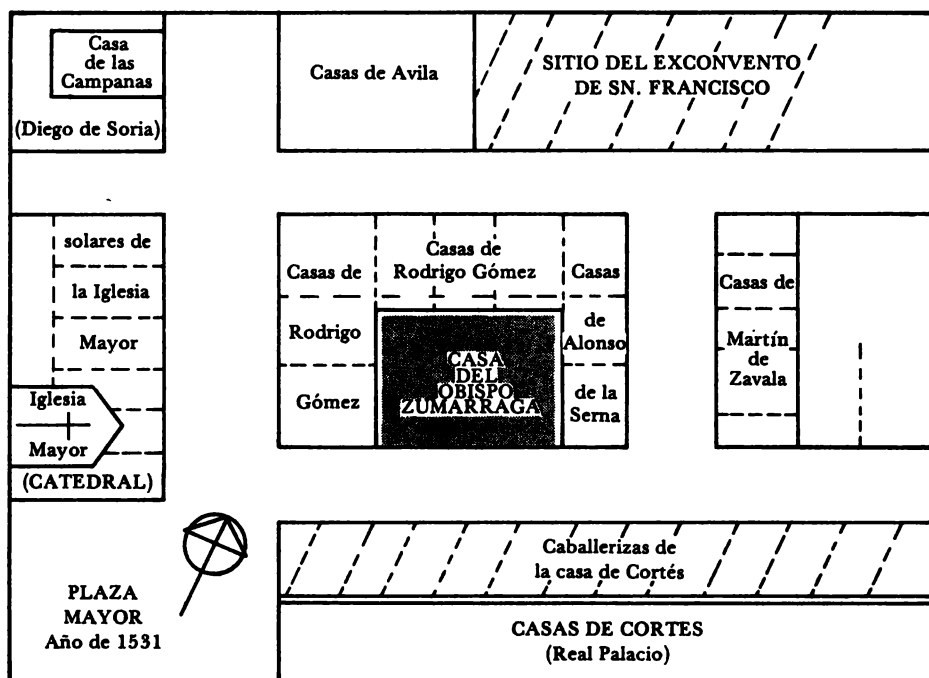 Casa
de las
Campanas
(Diego de Soria)
Casas de Avila
SITIO DEL EXCONVENTO
DE SN. FRANCISCO
solares de
la Iglesia
Mayor
Iglesia
Mayor
(CATEDRAL)
Casas de
Rodrigo
Gómez
Casas de
Rodrigo Gómez
CASA
DEL
OBISPO
ZUMARRAGA
Casas
de
Alonso
de la
Serna
Casas de
Martín
de
Zavala
PLAZA
MAYOR
Año de 1531
Caballerizas de
la casa de Cortés
CASAS DE CORTES
(Real Palacio)